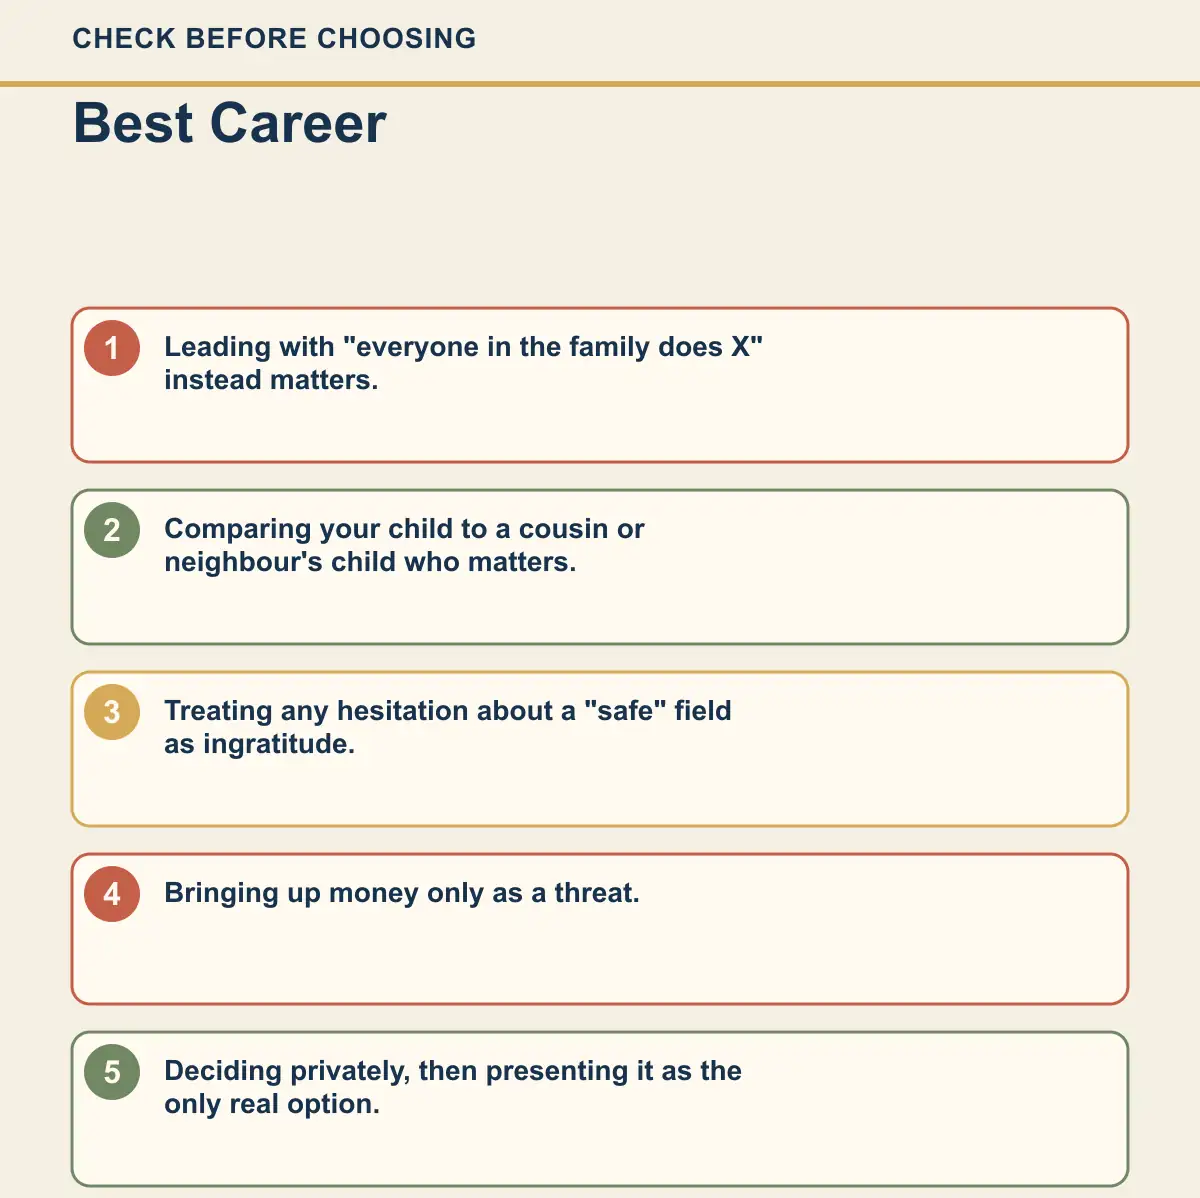 CHECK BEFORE CHOOSING
Best Career
1
Leading with "everyone in the family does X"
instead matters.
2
Comparing your child to a cousin or
neighbour's child who matters.
3
Treating any hesitation about a "safe" field
as ingratitude.
4
Bringing up money only as a threat.
5
Deciding privately, then presenting it as the
only real option.